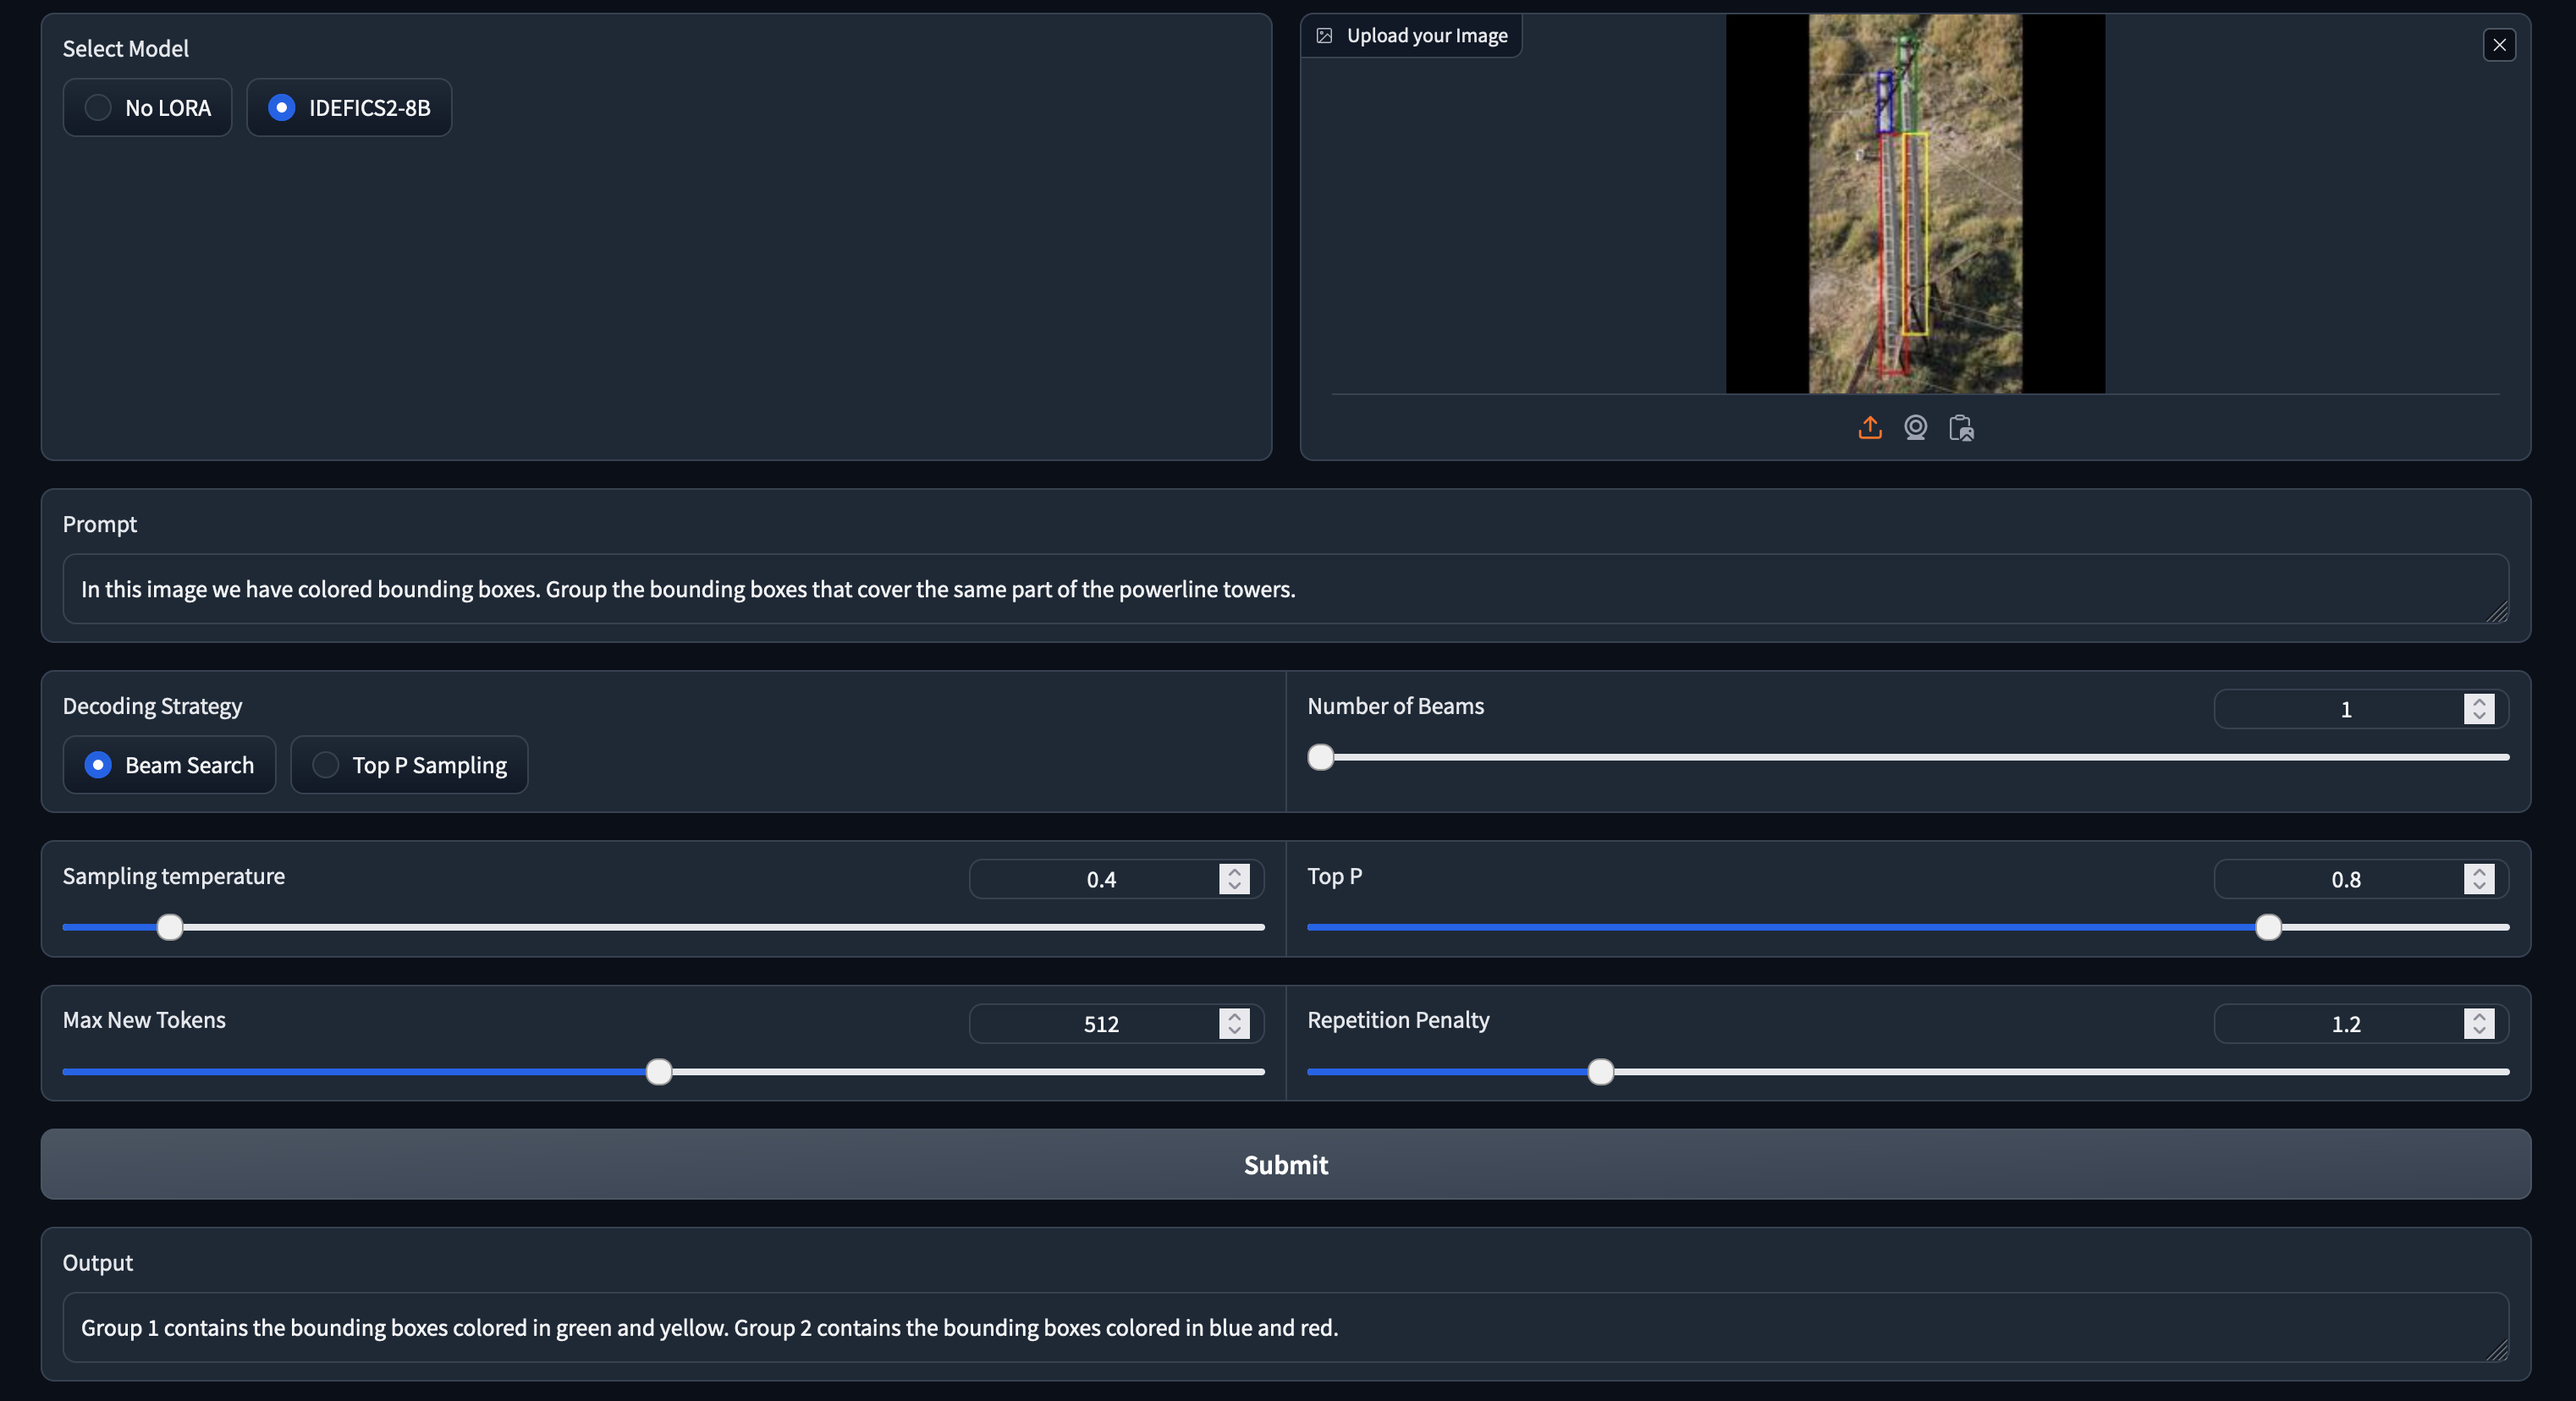 Select Model
No LORA
IDEFICS2-8B
Upload your Image
Prompt
In this image we have colored bounding boxes. Group the bounding boxes that cover the same part of the powerline towers.
Decoding Strategy
Beam Search
Top P Sampling
Number of Beams
1
Sampling temperature
0.4
Top P
0.8
Max New Tokens
512
Repetition Penalty
1.2
Submit
Output
Group 1 contains the bounding boxes colored in green and yellow. Group 2 contains the bounding boxes colored in blue and red.